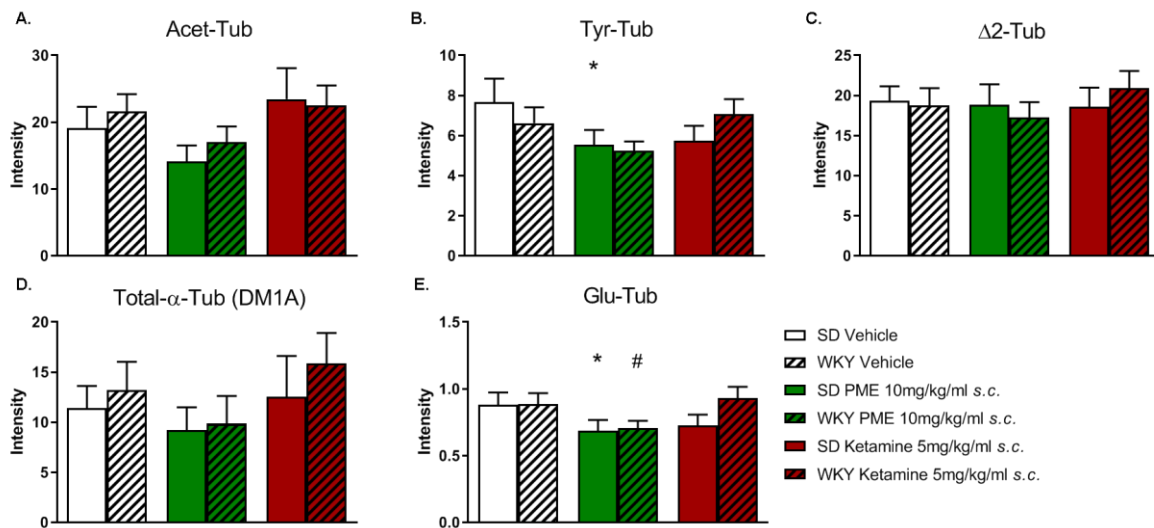 A.
Acet-Tub
Intensity
30
20
10
0
B.
Tyr-Tub
Intensity
10
8
6
4
2
0
*
C.
Δ2-Tub
Intensity
25
20
15
10
5
0
D.
Total-α-Tub (DM1A)
Intensity
20
15
10
5
0
E.
Glu-Tub
Intensity
1.5
1.0
0.5
0.0
* #
SD Vehicle
WKY Vehicle
SD PME 10mg/kg/ml s.c.
WKY PME 10mg/kg/ml s.c.
SD Ketamine 5mg/kg/ml s.c.
WKY Ketamine 5mg/kg/ml s.c.